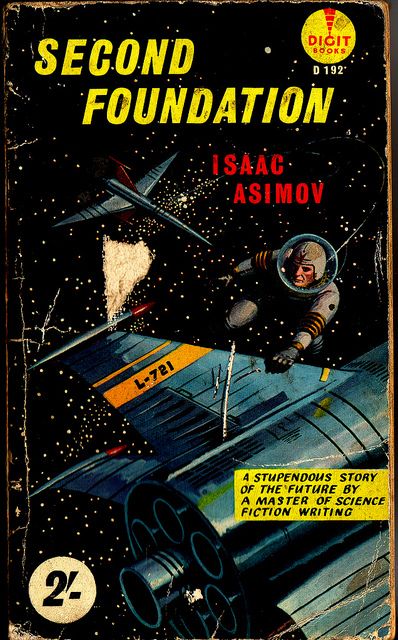 DIGIT
BOOKS
D 192
SECOND
FOUNDATION
ISAAC
ASIMOV
L-721
A STUPENDOUS STORY
OF THE FUTURE BY
A MASTER OF SCIENCE
FICTION WRITING
2/-